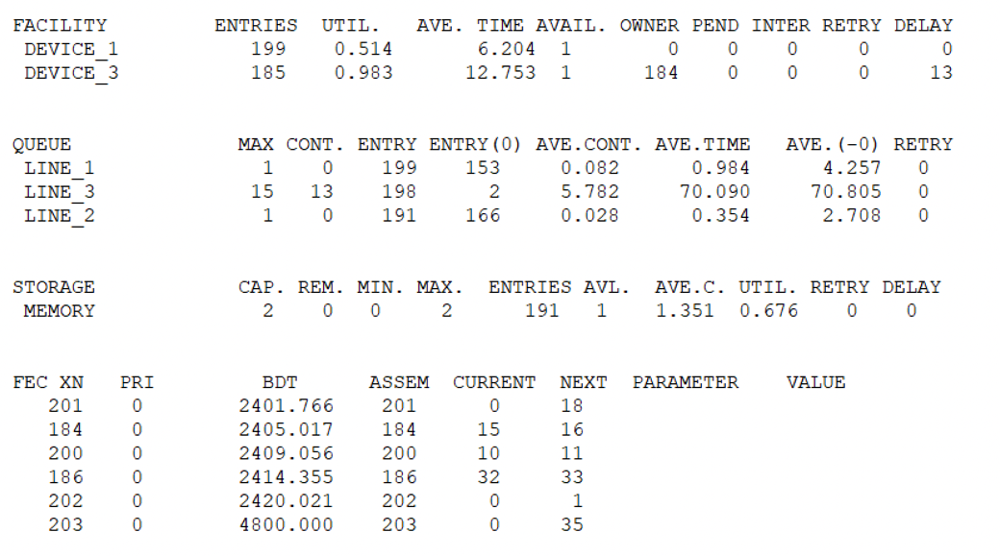 FACILITY ENTRIES UTIL. AVE. TIME AVAIL. OWNER PEND INTER RETRY DELAY
DEVICE_1 199 0.514 6.204 1 0 0 0 0 0
DEVICE_3 185 0.983 12.753 1 184 0 0 0 13
QUEUE MAX CONT. ENTRY ENTRY(0) AVE.CONT. AVE.TIME AVE.(-0) RETRY
LINE_1 1 0 199 153 0.082 0.984 4.257 0
LINE_3 15 13 198 2 5.782 70.090 70.805 0
LINE_2 1 0 191 166 0.028 0.354 2.708 0
STORAGE CAP. REM. MIN. MAX. ENTRIES AVL. AVE.C. UTIL. RETRY DELAY
MEMORY 2 0 0 2 191 1 1.351 0.676 0 0
FEC XN PRI BDT ASSEM CURRENT NEXT PARAMETER VALUE
201 0 2401.766 201 0 18
184 0 2405.017 184 15 16
200 0 2409.056 200 10 11
186 0 2414.355 186 32 33
202 0 2420.021 202 0 1
203 0 4800.000 203 0 35